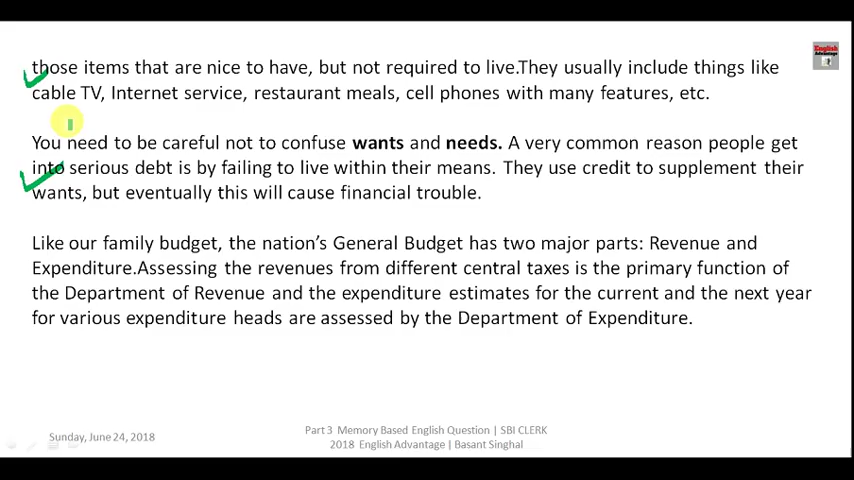 English
Advantage
those items that are nice to have, but not required to live.They usually include things like
cable TV, Internet service, restaurant meals, cell phones with many features, etc.
You need to be careful not to confuse wants and needs. A very common reason people get
into serious debt is by failing to live within their means. They use credit to supplement their
wants, but eventually this will cause financial trouble.
Like our family budget, the nation’s General Budget has two major parts: Revenue and
Expenditure.Assessing the revenues from different central taxes is the primary function of
the Department of Revenue and the expenditure estimates for the current and the next year
for various expenditure heads are assessed by the Department of Expenditure.
Sunday, June 24, 2018
Part 3 Memory Based English Question | SBI CLERK
2018 English Advantage | Basant Singhal